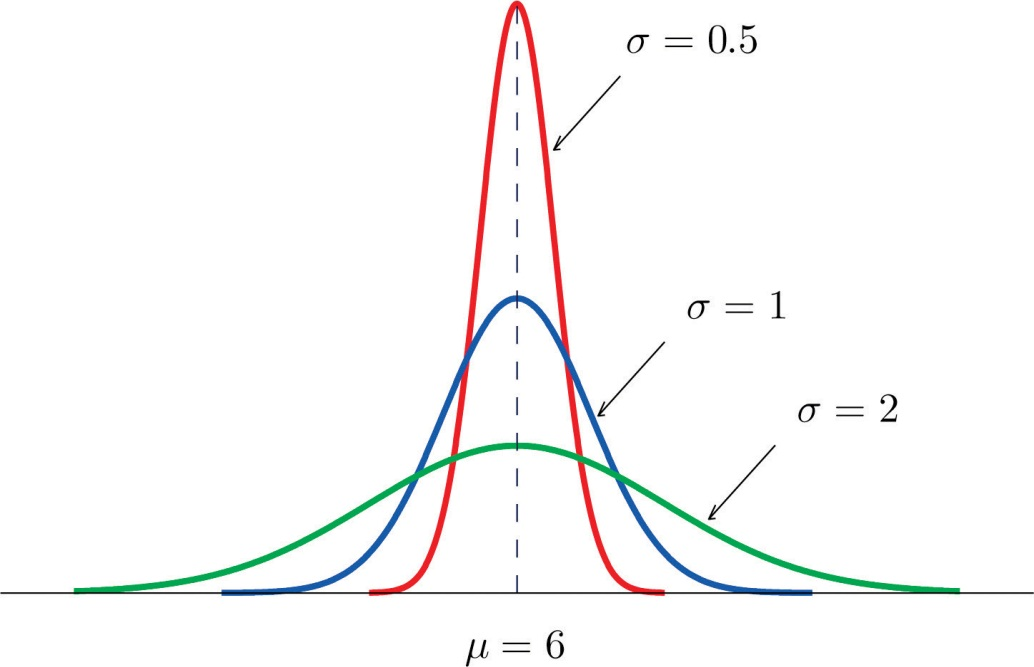 σ = 0.5
σ = 1
σ = 2
μ = 6